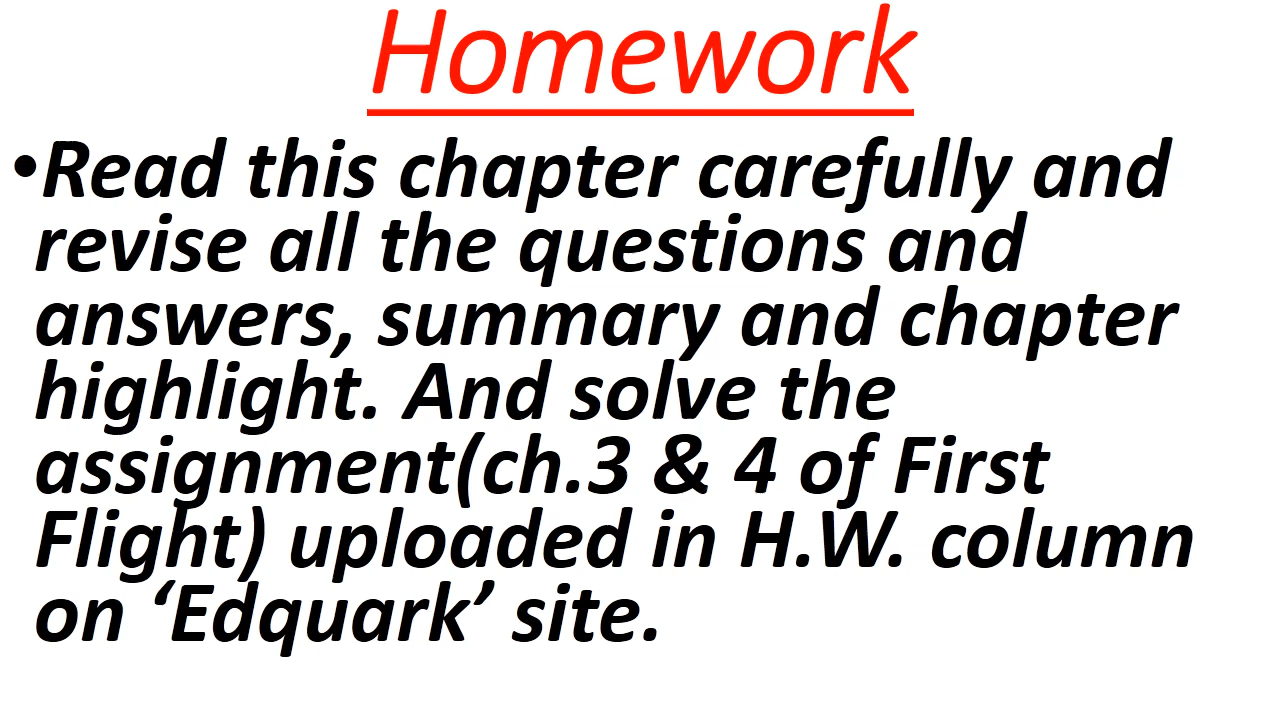 Homework
•Read this chapter carefully and
revise all the questions and
answers, summary and chapter
highlight. And solve the
assignment(ch.3 & 4 of First
Flight) uploaded in H.W. column
on ‘Edquark’ site.